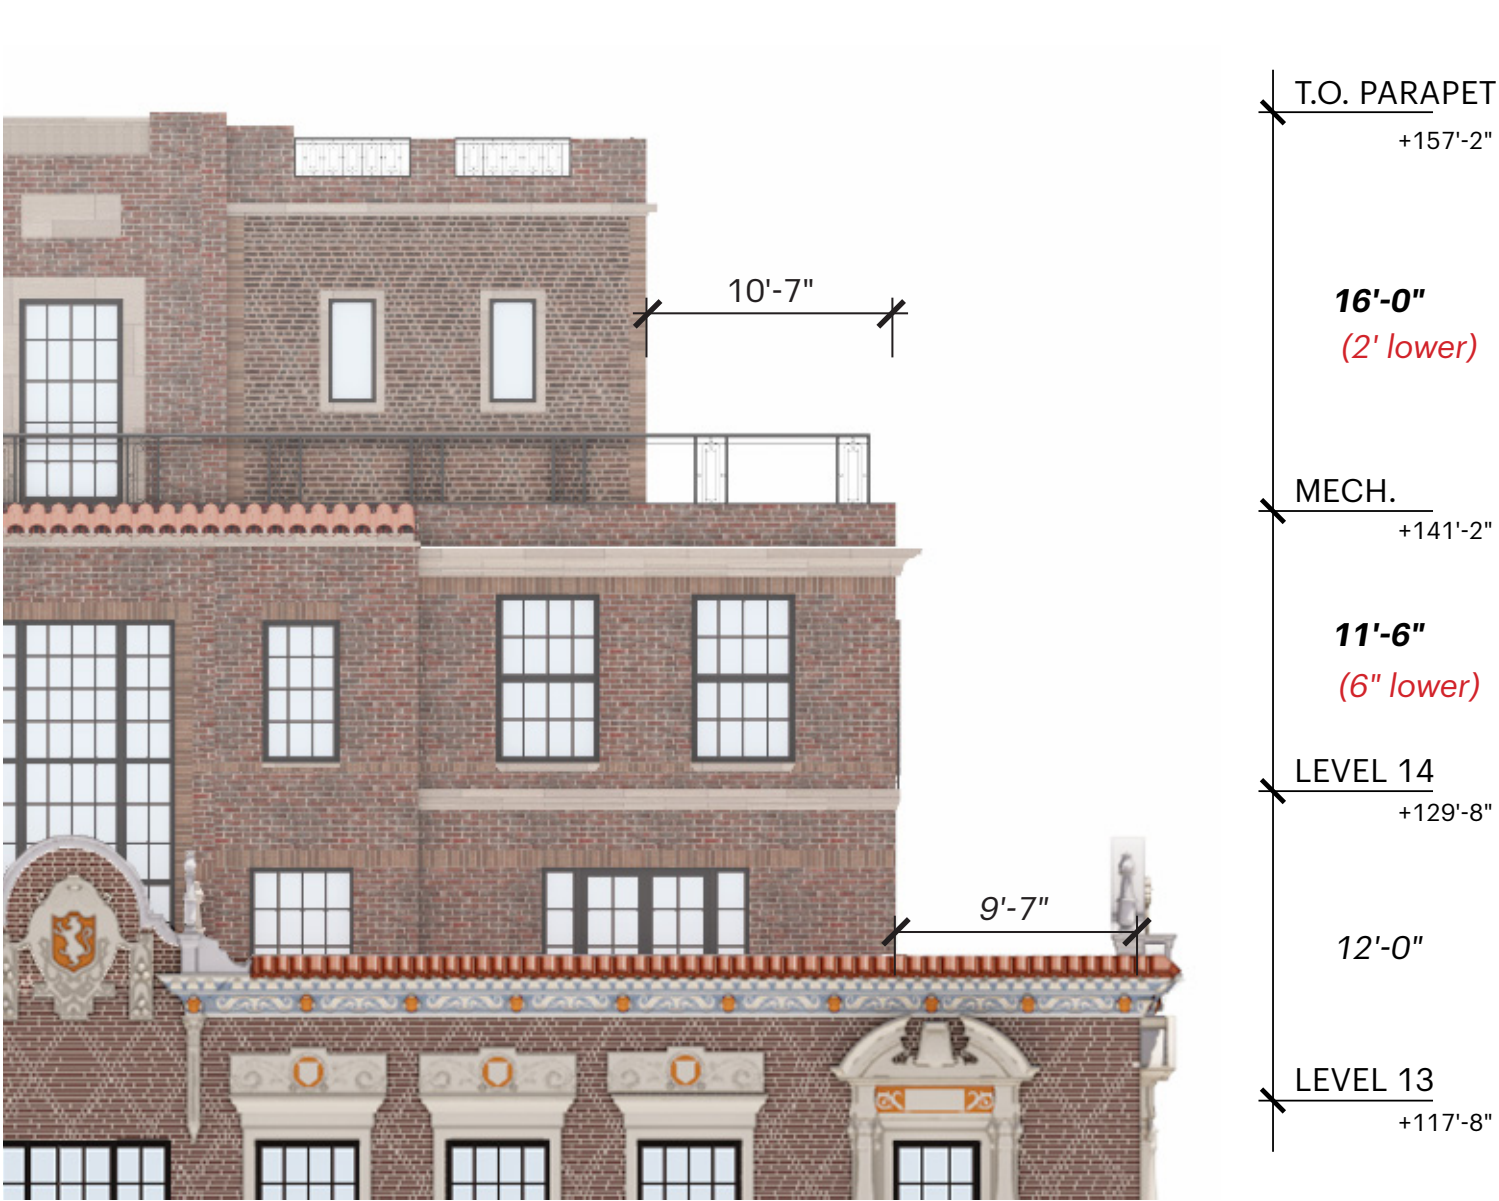 T.O. PARAPET
+157'-2"
10'-7"
16'-0"
(2' lower)
MECH.
+141'-2"
11'-6"
(6" lower)
LEVEL 14
+129'-8"
9'-7"
12'-0"
LEVEL 13
+117'-8"